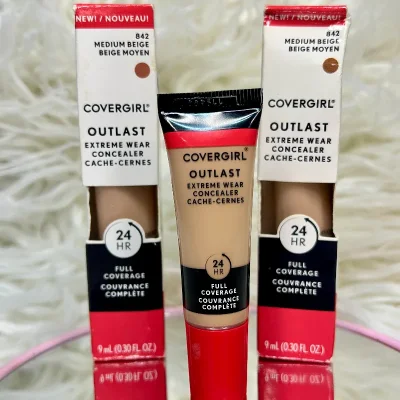 NEW! / NOUVEAU!
842
MEDIUM BEIGE
BEIGE MOYEN
COVERGIRL®
OUTLAST
EXTREME WEAR
CONCEALER
CACHE-CERNES
24
HR
FULL
COVERAGE
COUVRANCE
COMPLÈTE
9 mL (0.30 FL OZ.)
COVERGIRL®
OUTLAST
EXTREME WEAR
CONCEALER
CACHE-CERNES
24
HR
FULL
COVERAGE
COUVRANCE
COMPLÈTE
NEW! / NOUVEAU!
842
MEDIUM BEIGE
BEIGE MOYEN
COVERGIRL®
OUTLAST
EXTREME WEAR
CONCEALER
CACHE-CERNES
24
HR
FULL
COVERAGE
COUVRANCE
COMPLÈTE
9 mL (0.30 FL OZ.)